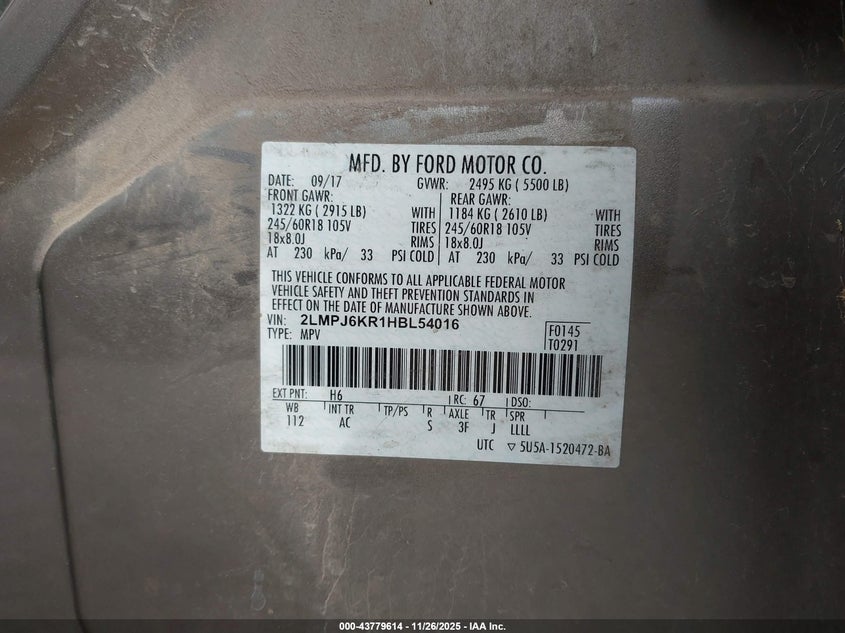 MFD. BY FORD MOTOR CO.
DATE: 09/17 GVWR: 2495 KG ( 5500 LB)
FRONT GAWR: REAR GAWR:
1322 KG ( 2915 LB) WITH 1184 KG ( 2610 LB) WITH
245/60R18 105V TIRES 245/60R18 105V TIRES
18x8.0J RIMS 18x8.0J RIMS
AT 230 kPa/ 33 PSI COLD AT 230 kPa/ 33 PSI COLD
THIS VEHICLE CONFORMS TO ALL APPLICABLE FEDERAL MOTOR
VEHICLE SAFETY AND THEFT PREVENTION STANDARDS IN
EFFECT ON THE DATE OF MANUFACTURE SHOWN ABOVE.
VIN: 2LMPJ6KR1HBL54016 F0145
TYPE: MPV T0291
EXT PNT: H6 RC: 67 DSO:
WB INT TR TP/PS R AXLE TR SPR
112 AC S 3F J LLLL
UTC ▽ 5U5A-1520472-BA
000-43779614 - 11/26/2025 - IAA Inc.